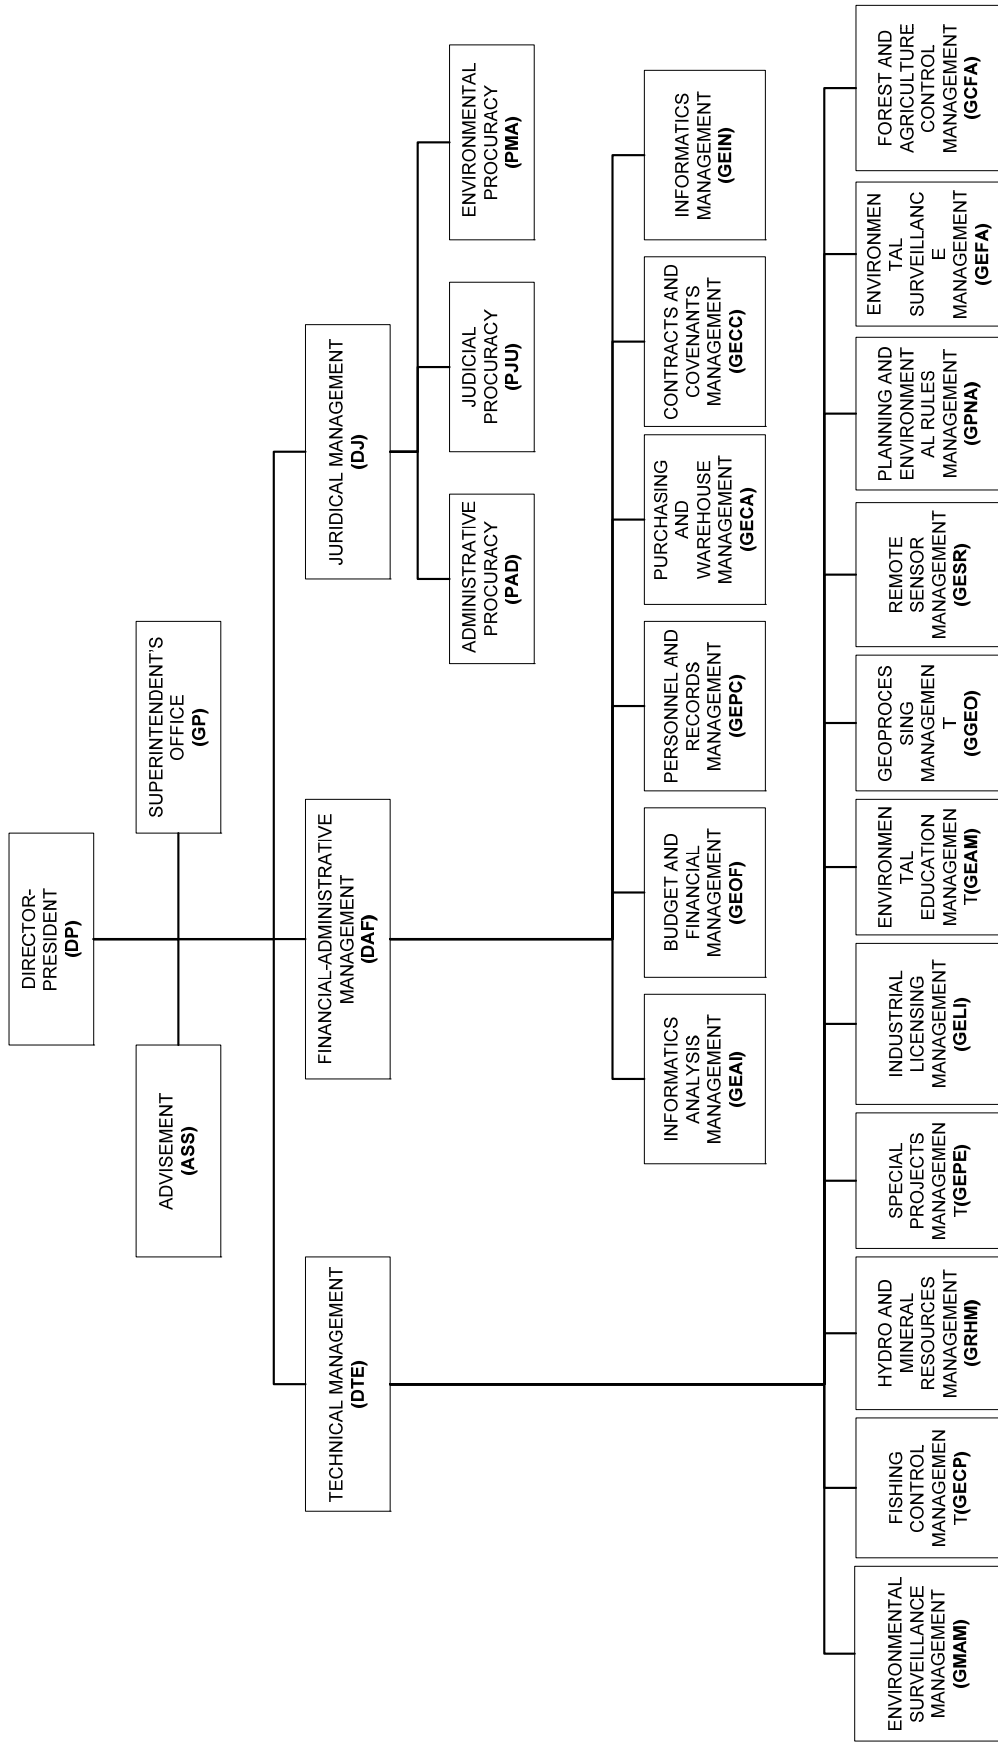 DIRECTOR-
PRESIDENT
(DP)
ADVISEMENT
(ASS)
SUPERINTENDENT'S
OFFICE
(GP)
TECHNICAL MANAGEMENT
(DTE)
FINANCIAL-ADMINISTRATIVE
MANAGEMENT
(DAF)
JURIDICAL MANAGEMENT
(DJ)
ADMINISTRATIVE
PROCURACY
(PAD)
JUDICIAL
PROCURACY
(PJU)
ENVIRONMENTAL
PROCURACY
(PMA)
INFORMATICS
ANALYSIS
MANAGEMENT
(GEAI)
BUDGET AND
FINANCIAL
MANAGEMENT
(GEOF)
PERSONNEL AND
RECORDS
MANAGEMENT
(GEPC)
PURCHASING
AND
WAREHOUSE
MANAGEMENT
(GECA)
CONTRACTS AND
COVENANTS
MANAGEMENT
(GECC)
INFORMATICS
MANAGEMENT
(GEIN)
ENVIRONMENTAL
SURVEILLANCE
MANAGEMENT
(GMAM)
FISHING
CONTROL
MANAGEMEN
T(GECP)
HYDRO AND
MINERAL
RESOURCES
MANAGEMENT
(GRHM)
SPECIAL
PROJECTS
MANAGEMEN
T(GEPE)
INDUSTRIAL
LICENSING
MANAGEMENT
(GELI)
ENVIRONMEN
TAL
EDUCATION
MANAGEMEN
T(GEAM)
GEOPROCES
SING
MANAGEMEN
T
(GGEO)
REMOTE
SENSOR
MANAGEMENT
(GESR)
PLANNING AND
ENVIRONMENT
AL RULES
MANAGEMENT
(GPNA)
ENVIRONMEN
TAL
SURVEILLANC
E
MANAGEMENT
(GEFA)
FOREST AND
AGRICULTURE
CONTROL
MANAGEMENT
(GCFA)